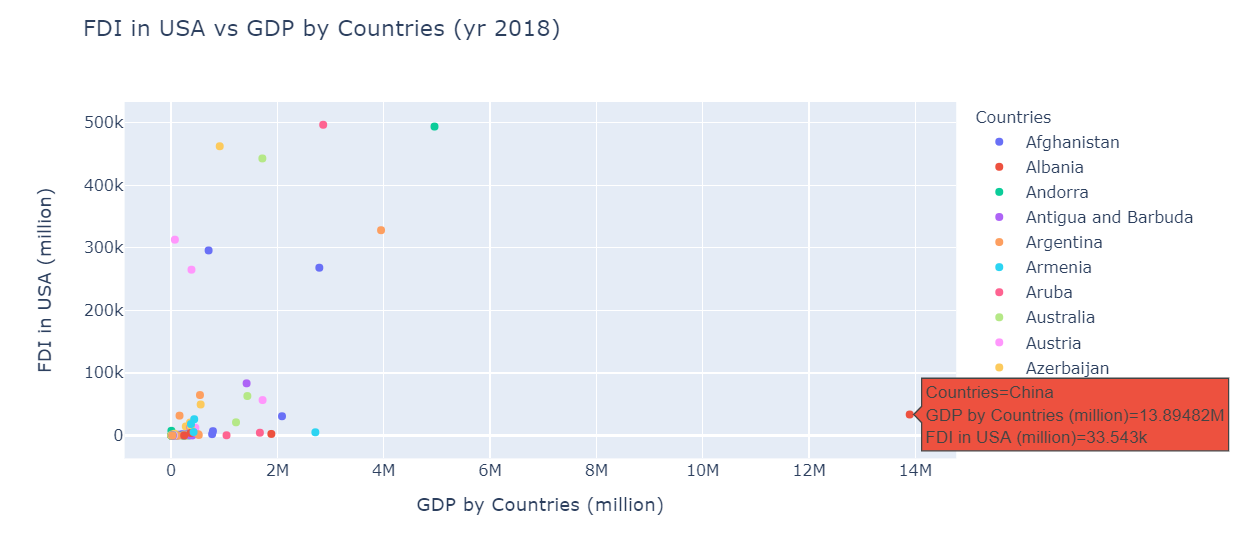 FDI in USA vs GDP by Countries (yr 2018)
500k
400k
300k
200k
100k
0
FDI in USA (million)
0 2M 4M 6M 8M 10M 12M 14M
GDP by Countries (million)
Countries
Afghanistan
Albania
Andorra
Antigua and Barbuda
Argentina
Armenia
Aruba
Australia
Austria
Azerbaijan
Countries=China
GDP by Countries (million)=13.89482M
FDI in USA (million)=33.543k